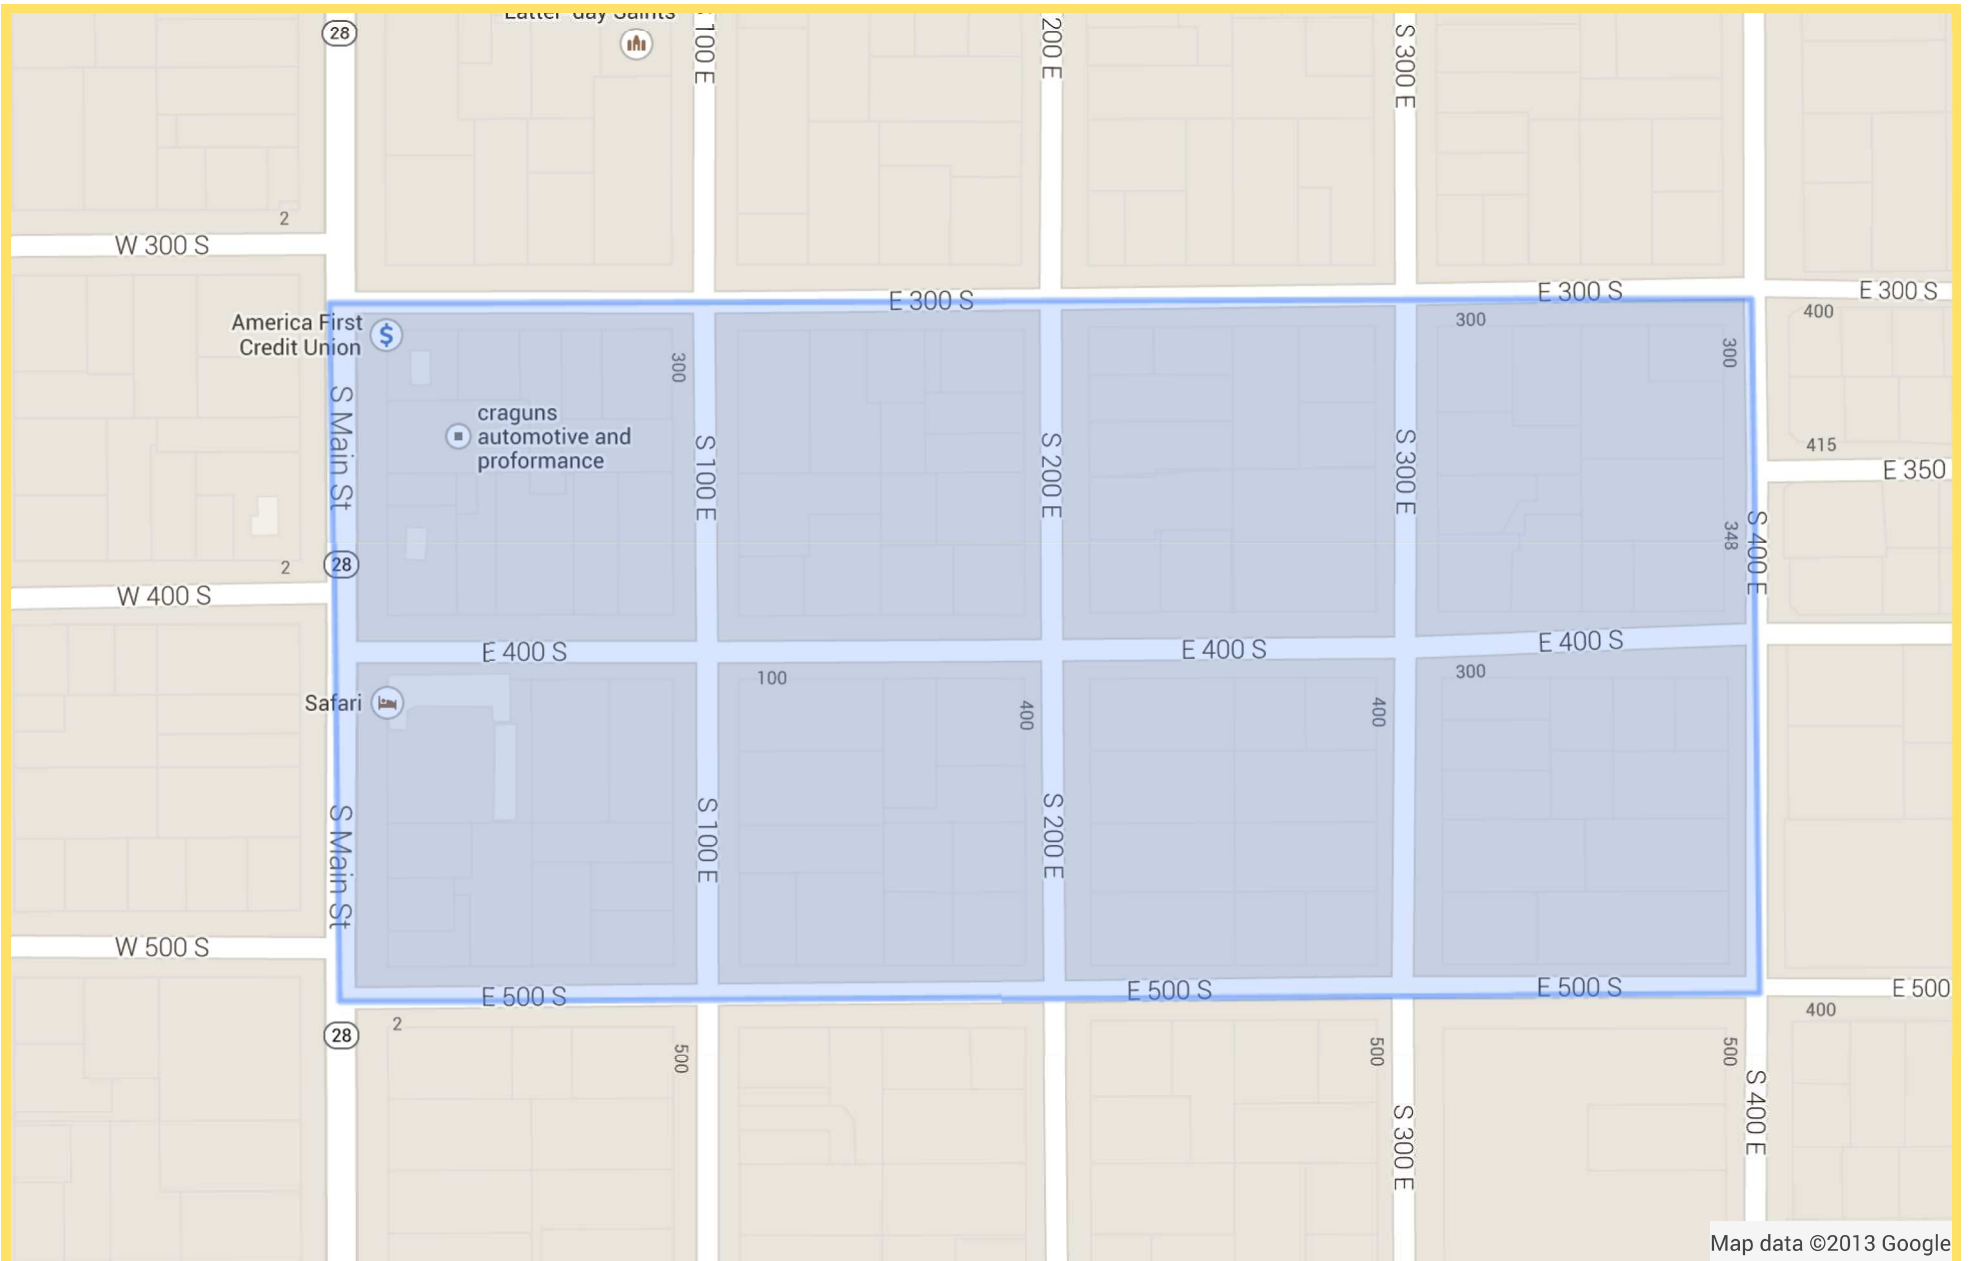 28
Latter-day Saints
S 100 E
200 E
S 300 E
2
W 300 S
E 300 S
E 300 S
E 300 S
America First
Credit Union
300
400
300
300
S Main St
craguns
automotive and
proformance
S 100 E
S 200 E
S 300 E
415
E 350
348
S 400 E
28
2
W 400 S
E 400 S
E 400 S
E 400 S
100
300
Safari
400
400
S Main St
S 100 E
S 200 E
W 500 S
E 500 S
E 500 S
E 500 S
E 500
28
2
500
500
500
400
S 300 E
S 400 E
Map data ©2013 Google